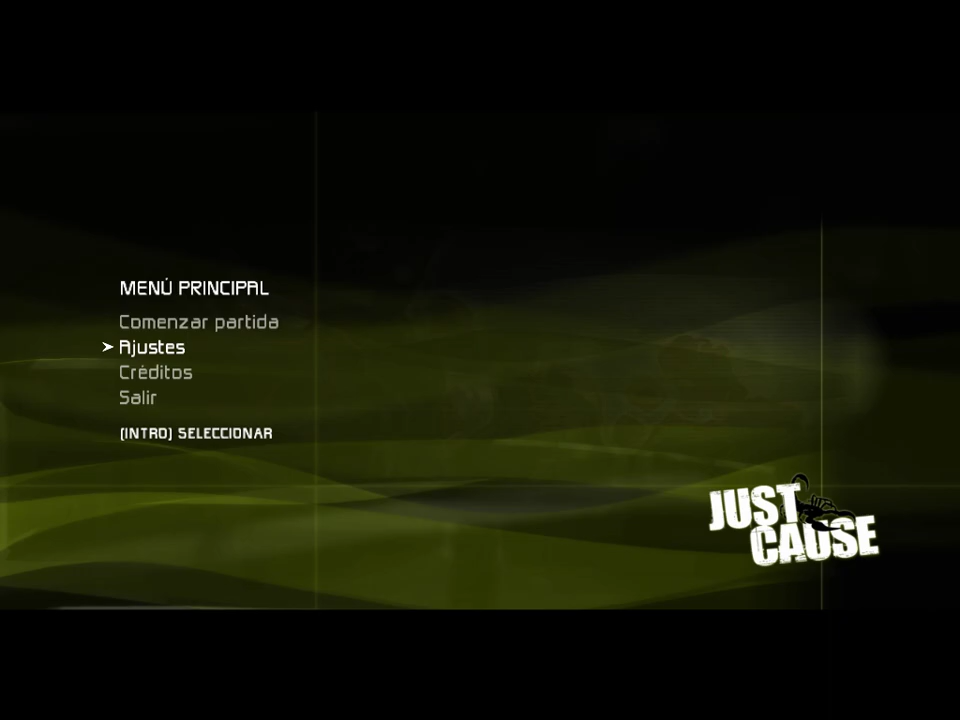 MENÚ PRINCIPAL
Comenzar partida
Ajustes
Créditos
Salir
[INTRO] SELECCIONAR
JUST
CAUSE